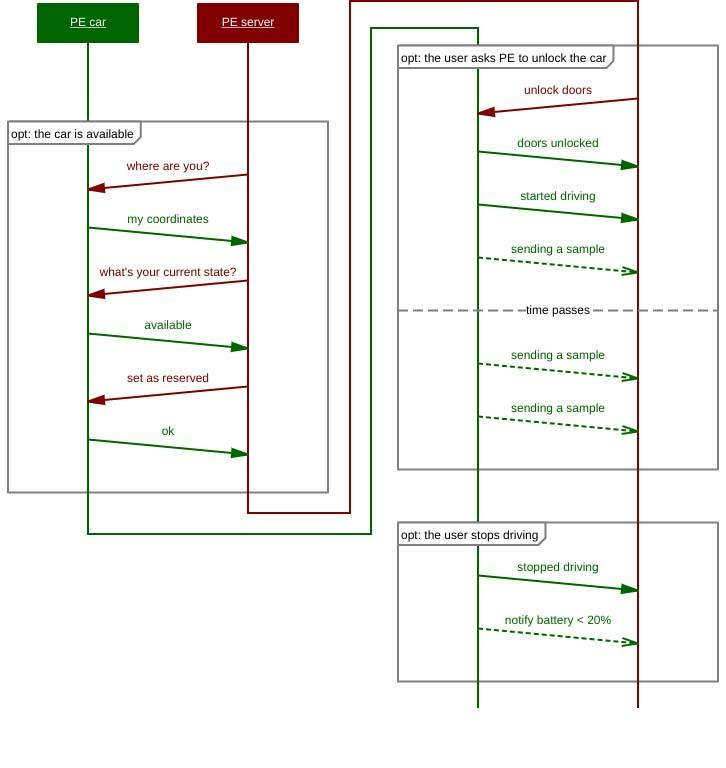 PE car
PE server
opt: the car is available
where are you?
my coordinates
what's your current state?
available
set as reserved
ok
opt: the user asks PE to unlock the car
unlock doors
doors unlocked
started driving
sending a sample
time passes
sending a sample
sending a sample
opt: the user stops driving
stopped driving
notify battery < 20%